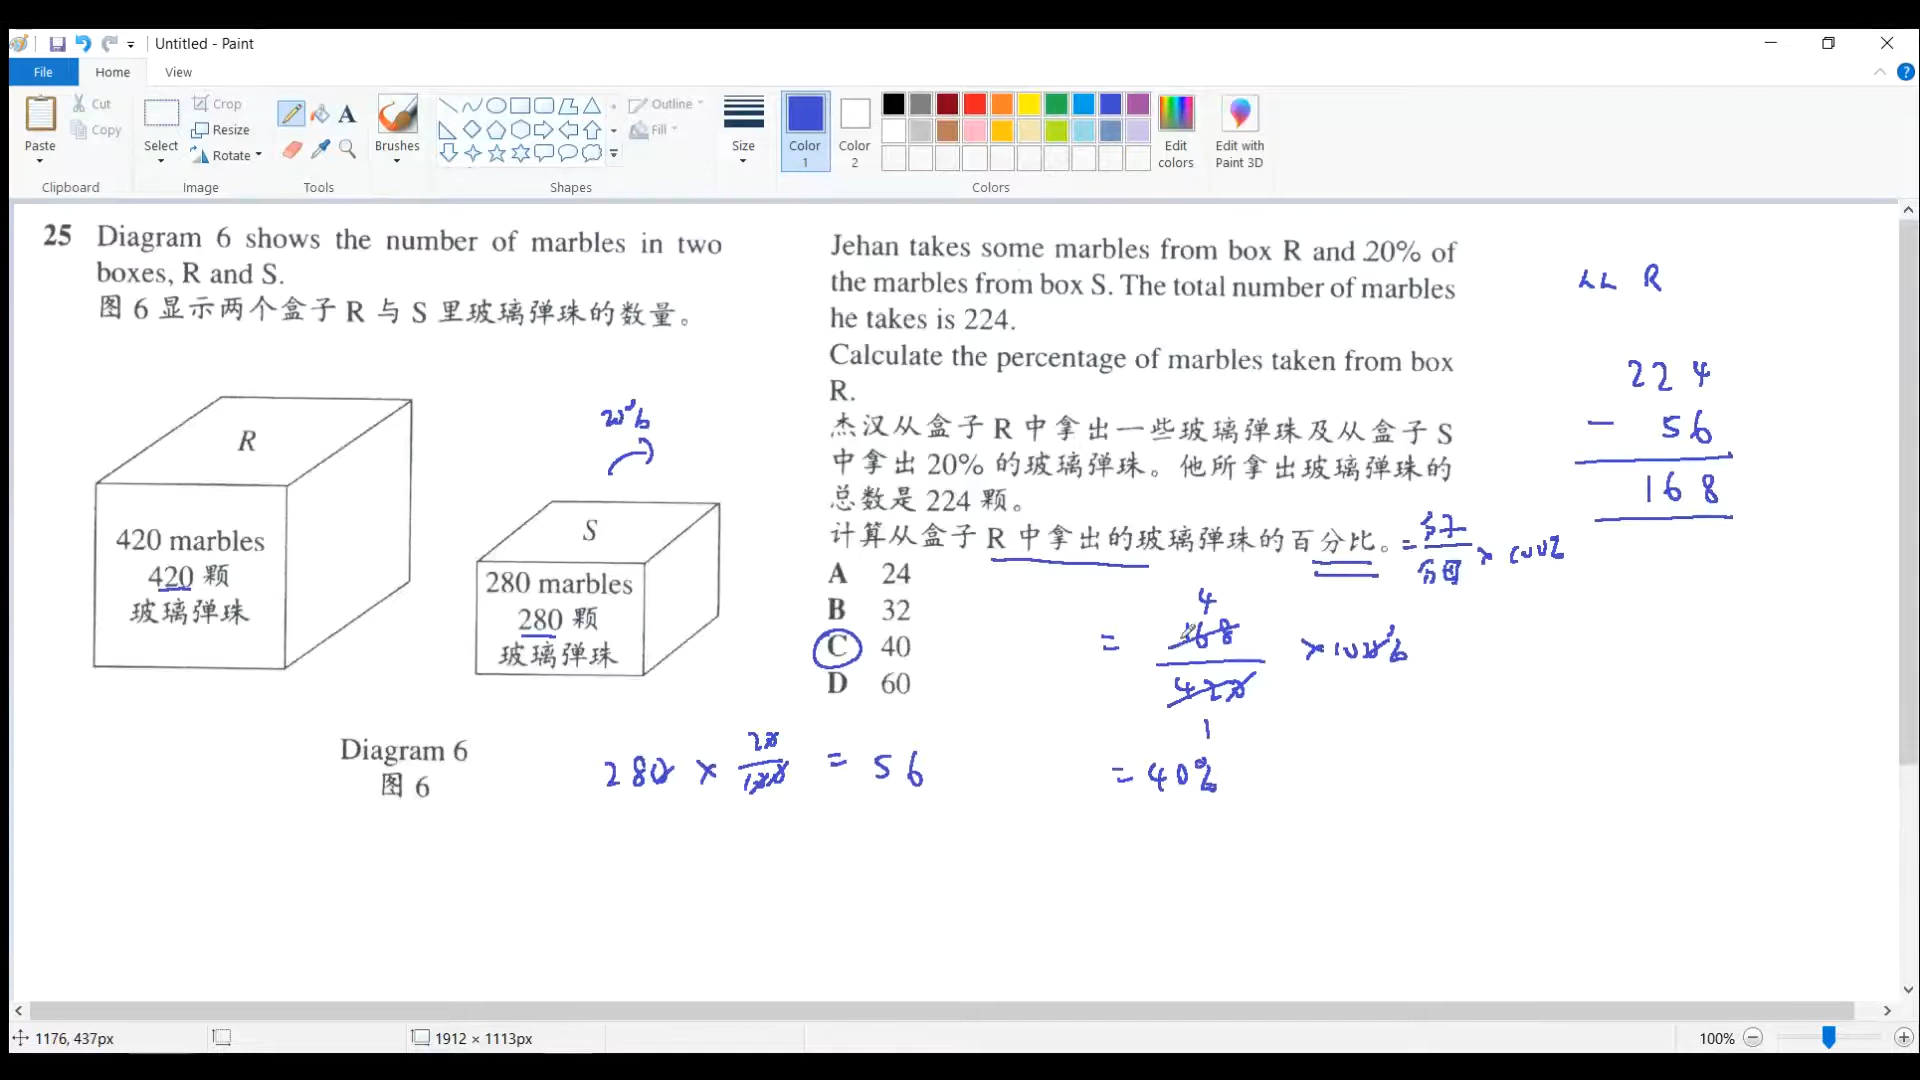 Untitled - Paint
File Home View
Paste
Cut
Copy
Clipboard
Select
Crop
Resize
Rotate
Image
Tools
Brushes
Outline
Fill
Shapes
Size
Color 1
Color 2
Edit colors
Edit with Paint 3D
Colors
25 Diagram 6 shows the number of marbles in two
boxes, R and S.
图 6 显示两个盒子 R 与 S 里玻璃弹珠的数量。
R
420 marbles
420 颗
玻璃弹珠
20%
S
280 marbles
280 颗
玻璃弹珠
Diagram 6
图 6
280 × 20/100 = 56
Jehan takes some marbles from box R and 20% of
the marbles from box S. The total number of marbles
he takes is 224.
Calculate the percentage of marbles taken from box
R.
杰汉从盒子 R 中拿出一些玻璃弹珠及从盒子 S
中拿出 20% 的玻璃弹珠。他所拿出玻璃弹珠的
总数是 224 颗。
计算从盒子 R 中拿出的玻璃弹珠的百分比。
A 24
B 32
C 40
D 60
= 分子/分母 × 100%
4
= 168/420 × 100%
1
= 40%
R
224
- 56
168
1176, 437px
1912 × 1113px
100%